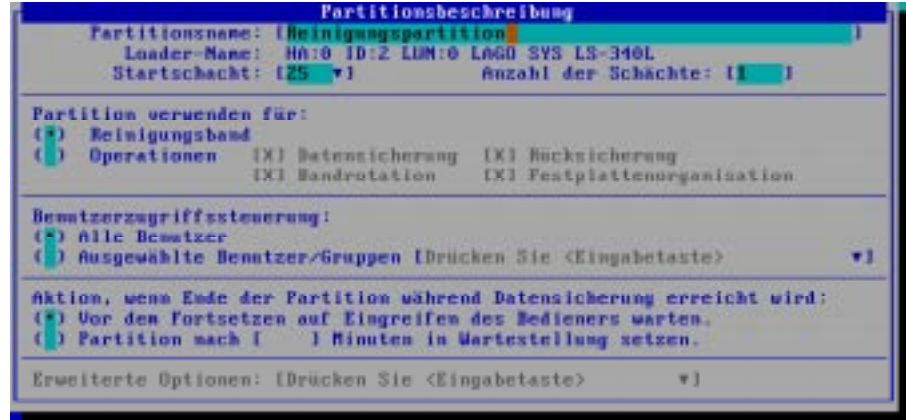 Partitionsbeschreibung
Partitionsname: [Reinigungspartition ]
Loader-Name: HA:0 ID:2 LUN:0 LAGO SYS LS-340L
Startschacht: [25 ▼] Anzahl der Schächte: [1 ]
Partition verwenden für:
(•) Reinigungsband
( ) Operationen [X] Datensicherung [X] Rücksicherung
[X] Bandrotation [X] Festplattenorganisation
Benutzerzugriffssteuerung:
(•) Alle Benutzer
( ) Ausgewählte Benutzer/Gruppen [Drücken Sie <Eingabetaste> ▼]
Aktion, wenn Ende der Partition während Datensicherung erreicht wird:
(•) Vor dem Fortsetzen auf Eingreifen des Bedieners warten.
( ) Partition nach [ ] Minuten in Wartestellung setzen.
Erweiterte Optionen: [Drücken Sie <Eingabetaste> ▼]